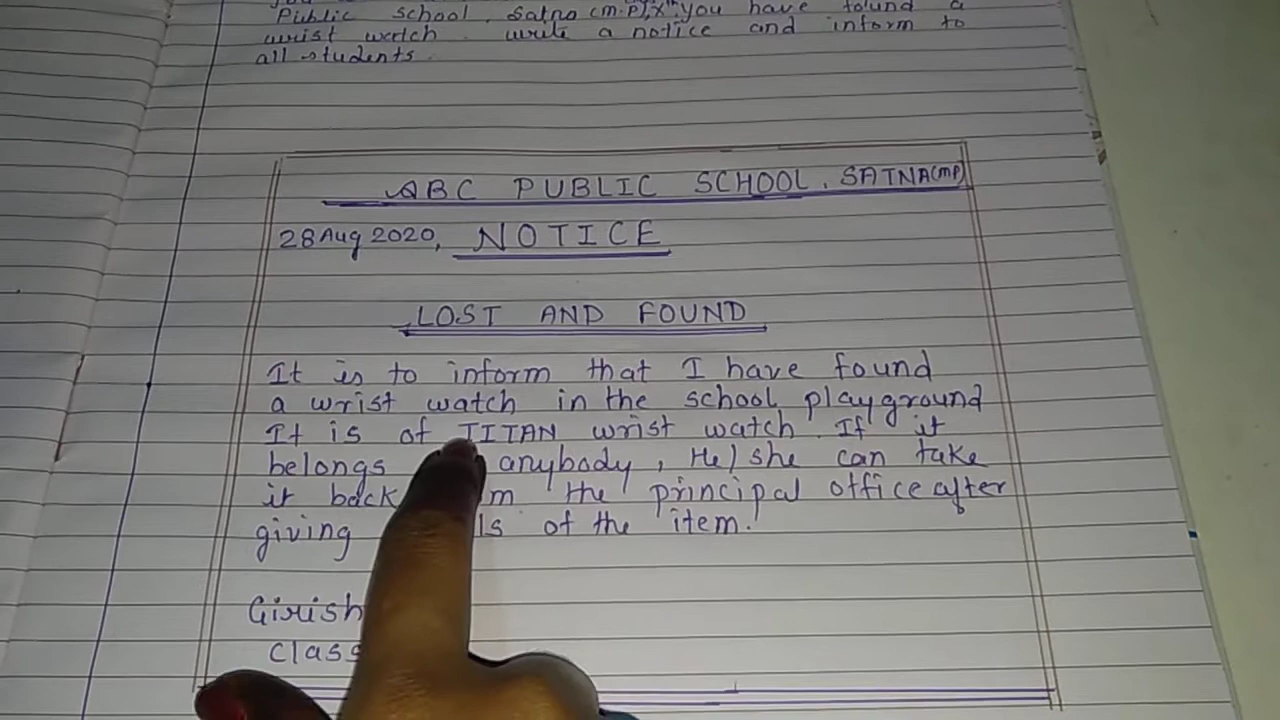 Public school, Satna (m.p), Xth you have found a
wrist watch. write a notice and inform to
all students.
ABC PUBLIC SCHOOL, SATNA(MP)
28 Aug 2020, NOTICE
LOST AND FOUND
It is to inform that I have found
a wrist watch in the school playground
It is of TITAN wrist watch. If it
belongs anybody, He/she can take
it back the principal office after
giving of the item.
Girish
Class